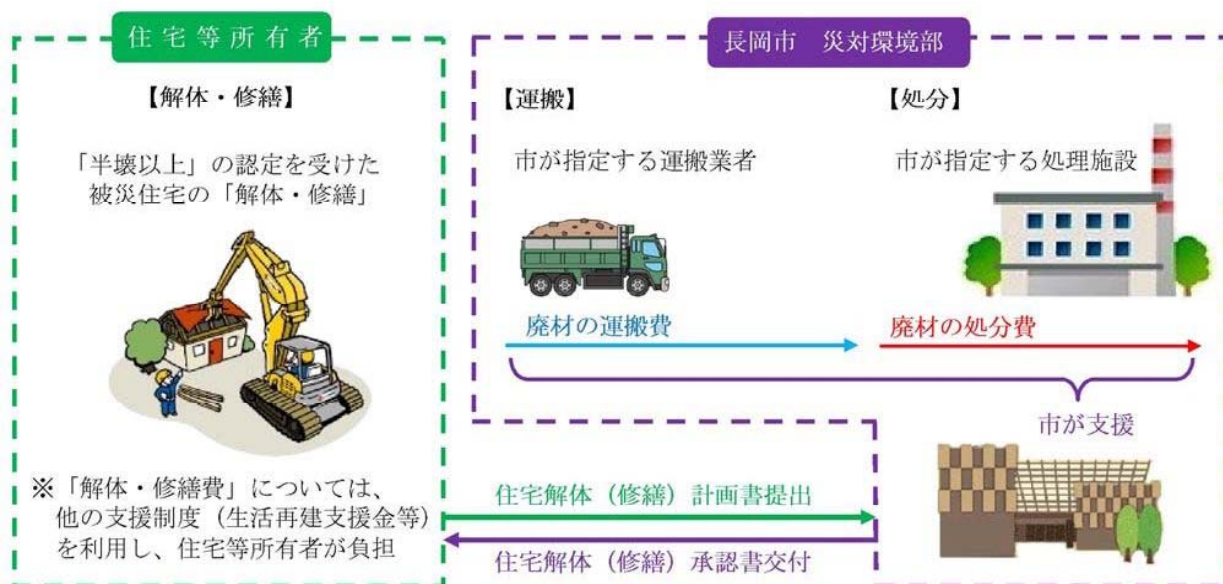 住宅等所有者
【解体・修繕】
「半壊以上」の認定を受けた
被災住宅の「解体・修繕」
※「解体・修繕費」については、
他の支援制度（生活再建支援金等）
を利用し、住宅等所有者が負担
長岡市　災対環境部
【運搬】
市が指定する運搬業者
廃材の運搬費
【処分】
市が指定する処理施設
廃材の処分費
市が支援
住宅解体（修繕）計画書提出
住宅解体（修繕）承認書交付